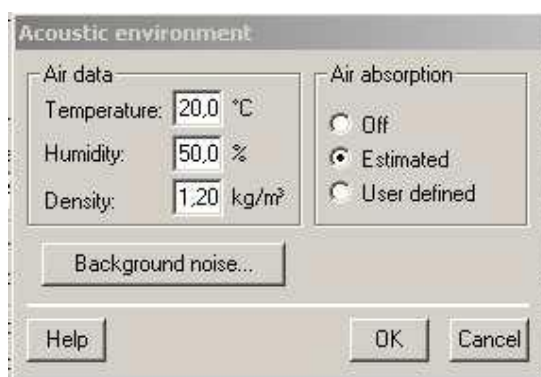 Acoustic environment
Air data
Temperature: 20,0 °C
Humidity: 50,0 %
Density: 1,20 kg/m³
Air absorption
Off
Estimated
User defined
Background noise...
Help OK Cancel